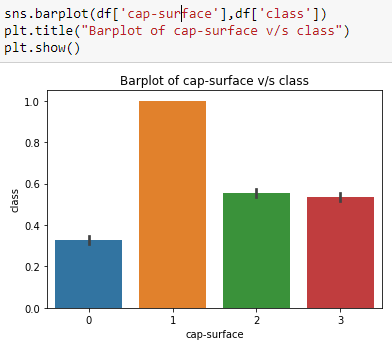 sns.barplot(df['cap-surface'],df['class'])
plt.title("Barplot of cap-surface v/s class")
plt.show()
Barplot of cap-surface v/s class
1.0
0.8
0.6
0.4
0.2
0.0
class
0 1 2 3
cap-surface